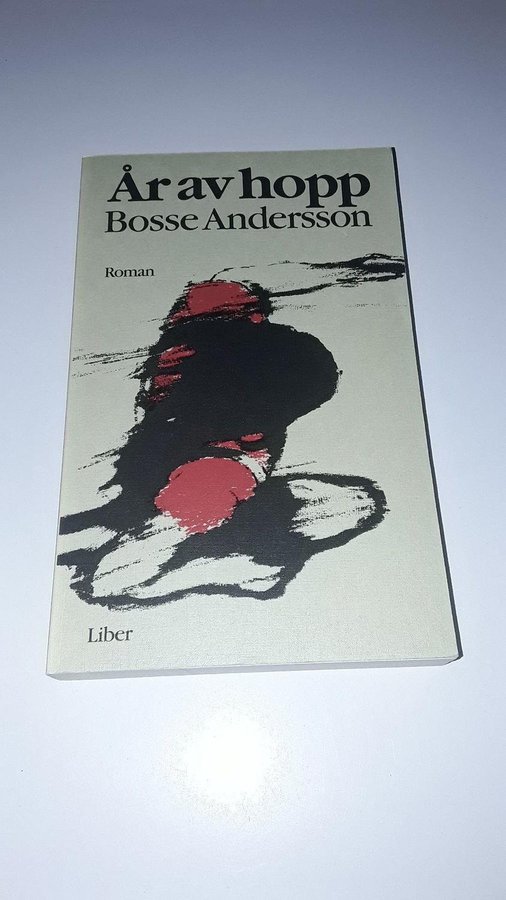 År av hopp
Bosse Andersson
Roman
Liber